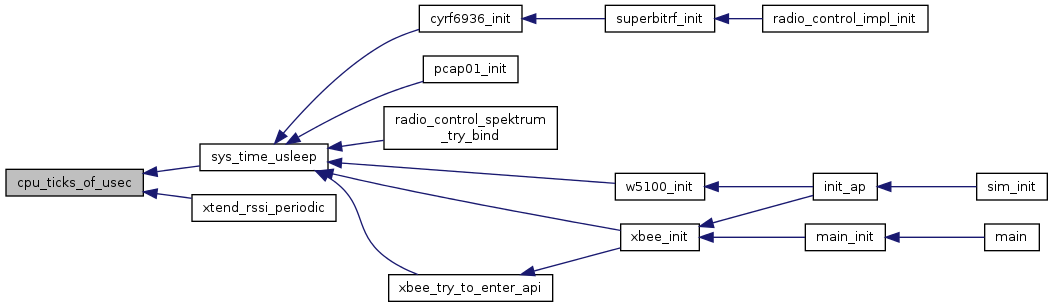 cyrf6936_init
superbitrf_init
radio_control_impl_init
pcap01_init
radio_control_spektrum
_try_bind
sys_time_usleep
cpu_ticks_of_usec
w5100_init
init_ap
sim_init
xtend_rssi_periodic
xbee_init
main_init
main
xbee_try_to_enter_api